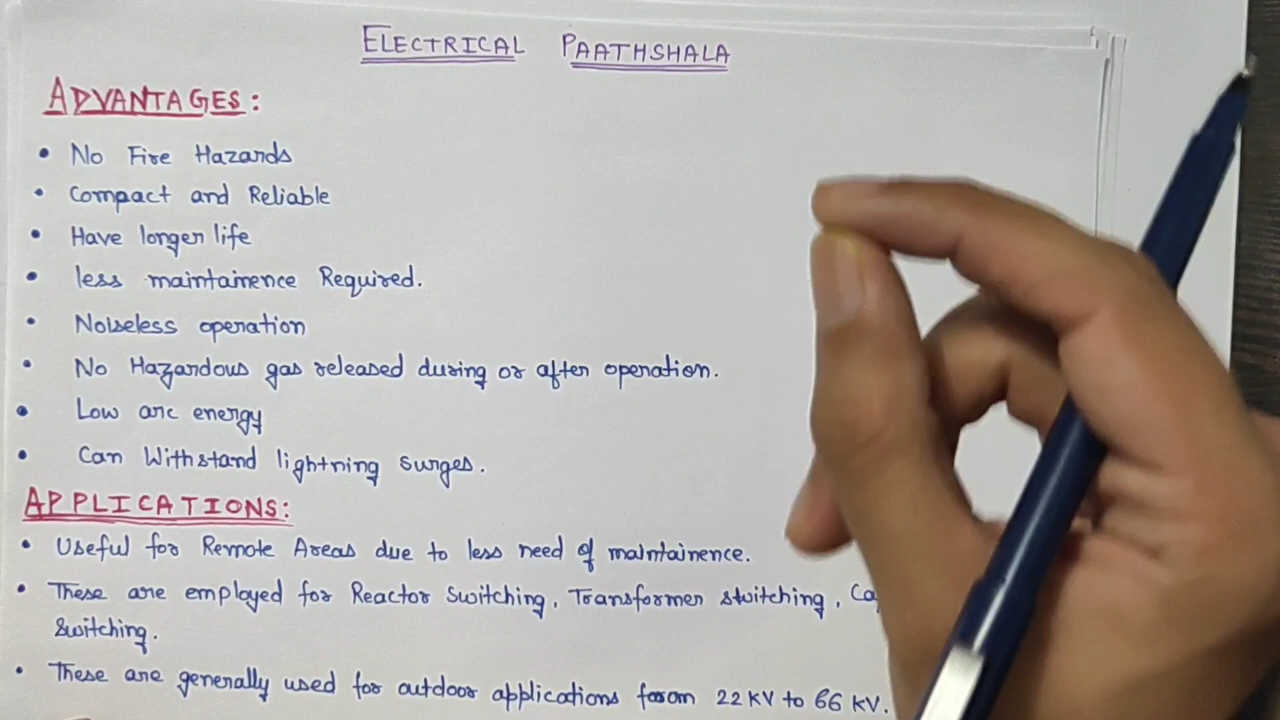 ELECTRICAL PAATHSHALA
ADVANTAGES:
• No Fire Hazards
• Compact and Reliable
• Have longer life
• less maintainence Required.
• Noiseless operation
• No Hazardous gas released during or after operation.
• Low arc energy
• Can Withstand lightning surges.
APPLICATIONS:
• Useful for Remote Areas due to less need of maintainence.
• These are employed for Reactor Switching, Transformer switching,
Switching.
• These are generally used for outdoor applications from 22 KV to 66 KV.